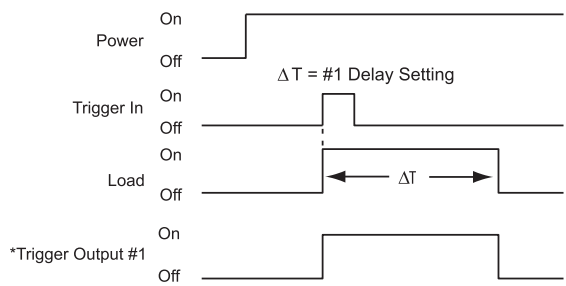 On
Power
Off
Δ T = #1 Delay Setting
On
Trigger In
Off
On
Load
ΔT
Off
On
*Trigger Output #1
Off